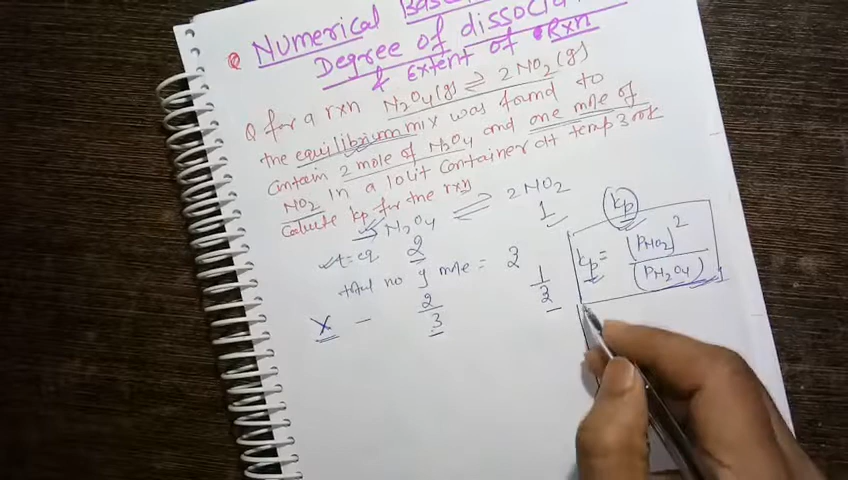 Q Numerical Based
Degree of dissocia
& Extent of Rxn
Q for a rxn N2O4(g) ⇌ 2NO2(g)
the equilibrium mix was found to
Contain 2 mole of N2O4 and one mole of
NO2 in a 10lit Container att temp 300K
Calculate kp for the rxn
N2O4 ⇌ 2NO2
t=eq 2 1
total no of mole = 3
X - 2/3 1/3
kp
kp = (PNO2)^2 / (PN2O4)